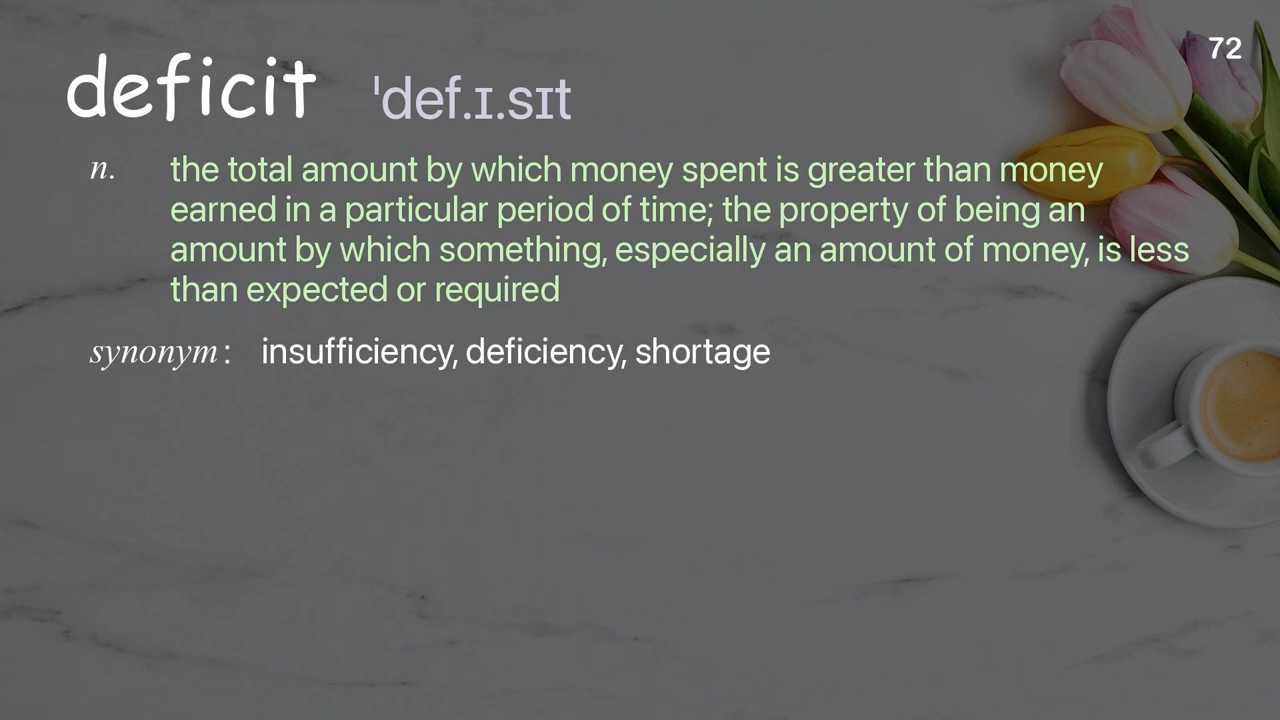 72
deficit ˈdef.ɪ.sɪt
n. the total amount by which money spent is greater than money
earned in a particular period of time; the property of being an
amount by which something, especially an amount of money, is less
than expected or required
synonym: insufficiency, deficiency, shortage